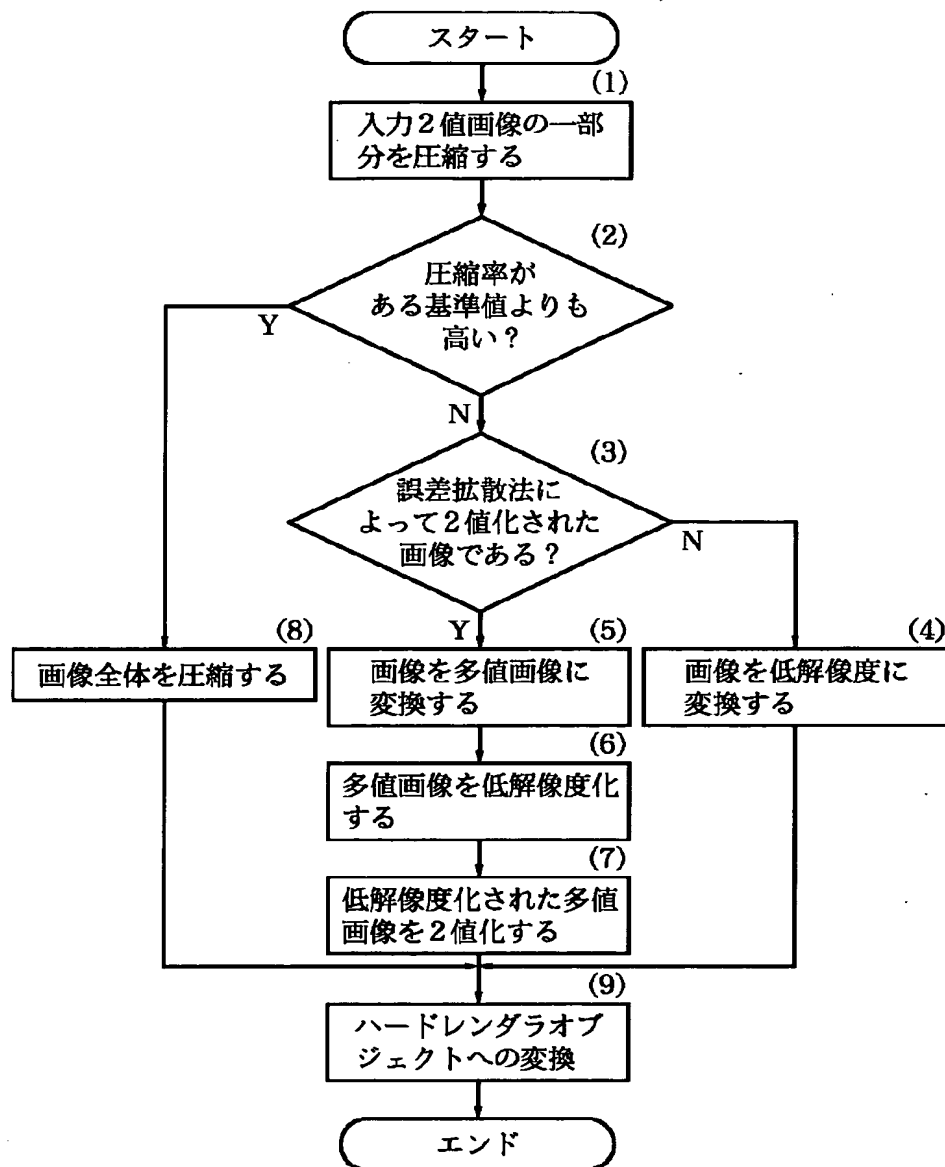 スタート
(1)
入力2値画像の一部
分を圧縮する
(2)
圧縮率が
ある基準値よりも
高い?
Y
N
(3)
誤差拡散法に
よって2値化された
画像である?
N
Y
(8)
画像全体を圧縮する
(5)
画像を多値画像に
変換する
(4)
画像を低解像度に
変換する
(6)
多値画像を低解像度化
する
(7)
低解像度化された多値
画像を2値化する
(9)
ハードレンダラオブ
ジェクトへの変換
エンド